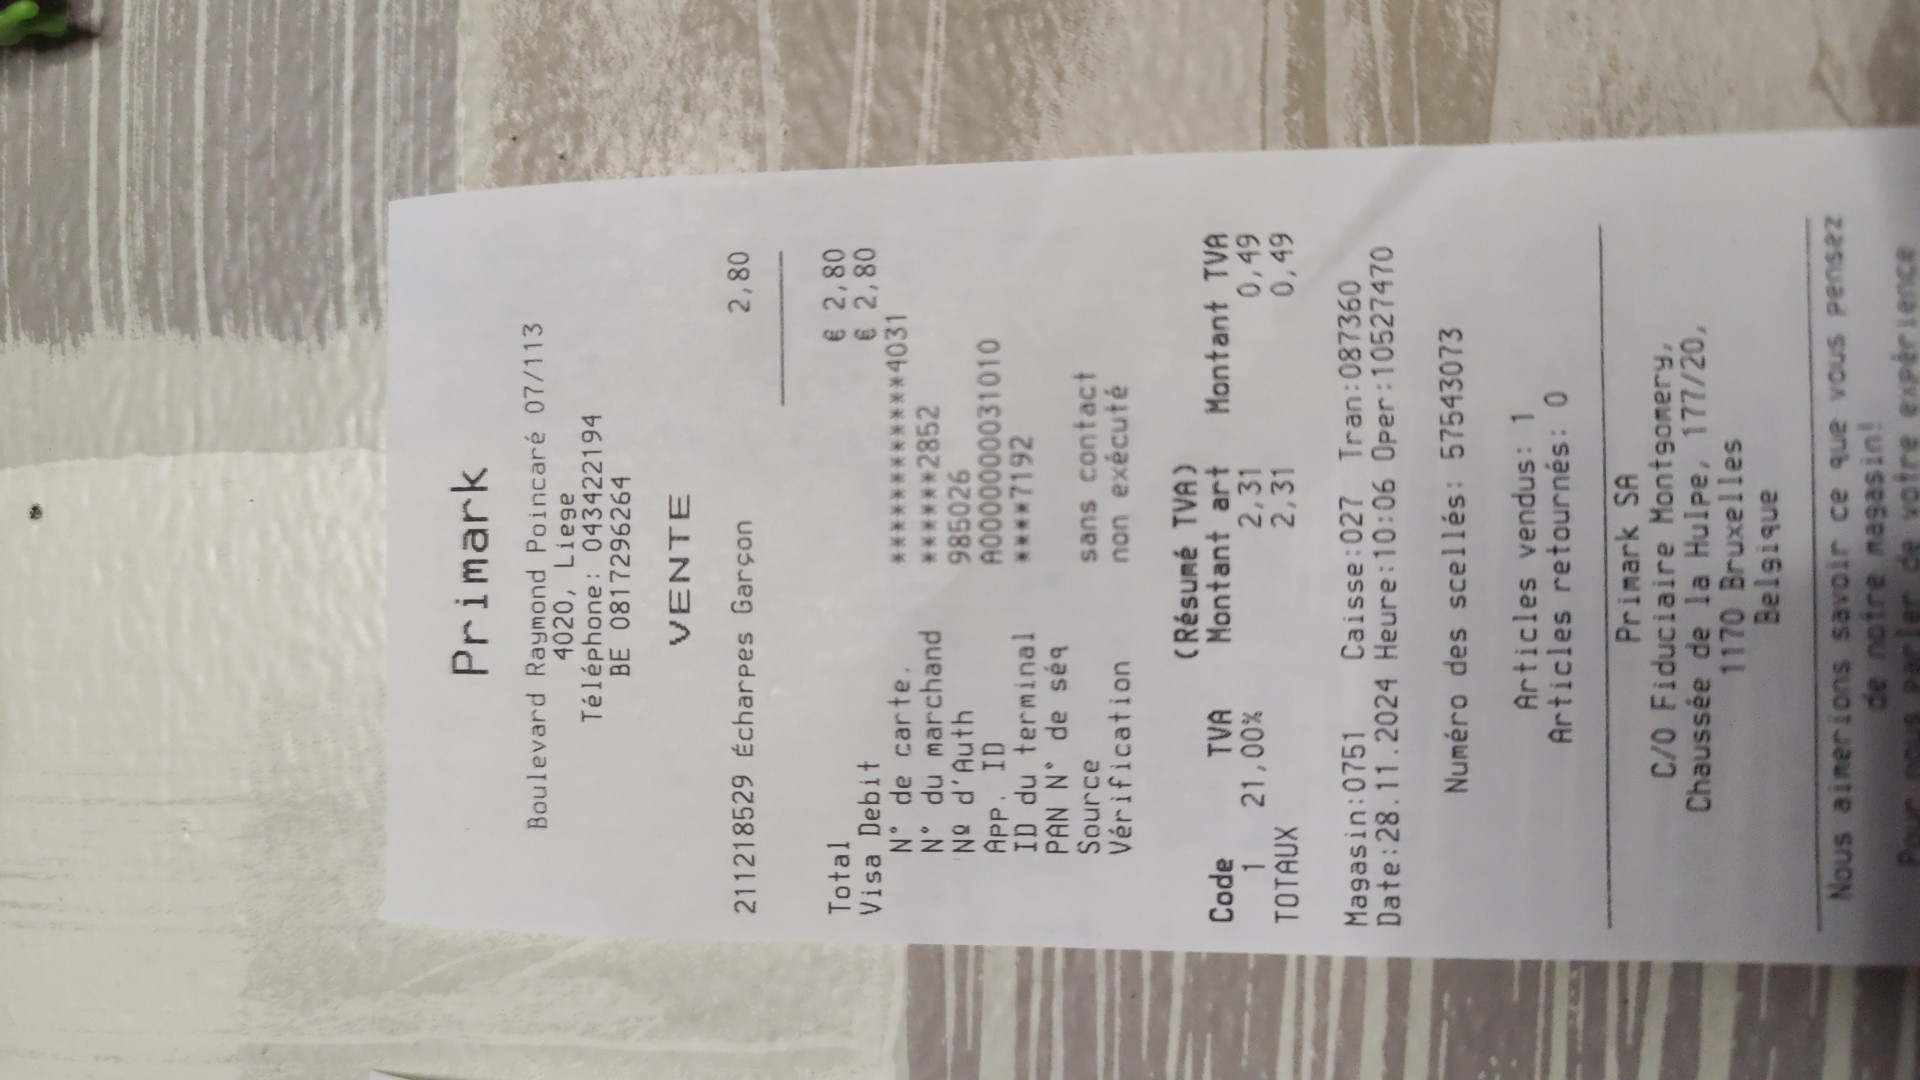 Primark
Boulevard Raymond Poincaré 07/113
4020, Liege
Téléphone: 043422194
BE 0817296264
VENTE
211218529 Écharpes Garçon 2,80
Total € 2,80
Visa Debit € 2,80
N° de carte. ************4031
N° du marchand ******2852
Nº d'Auth 985026
APP. ID A0000000031010
ID du terminal ****7192
PAN N° de séq
Source sans contact
Vérification non exécuté
(Résumé TVA)
Code TVA Montant art Montant TVA
1 21,00% 2,31 0,49
TOTAUX 2,31 0,49
Magasin:0751 Caisse:027 Tran:087360
Date:28.11.2024 Heure:10:06 Oper:10527470
Numéro des scellés: 57543073
Articles vendus: 1
Articles retournés: 0
Primark SA
C/O Fiduciaire Montgomery,
Chaussée de la Hulpe, 177/20,
1170 Bruxelles
Belgique
Nous aimerions savoir ce que vous pensez
de notre magasin!
Pour nous parler de votre expérience